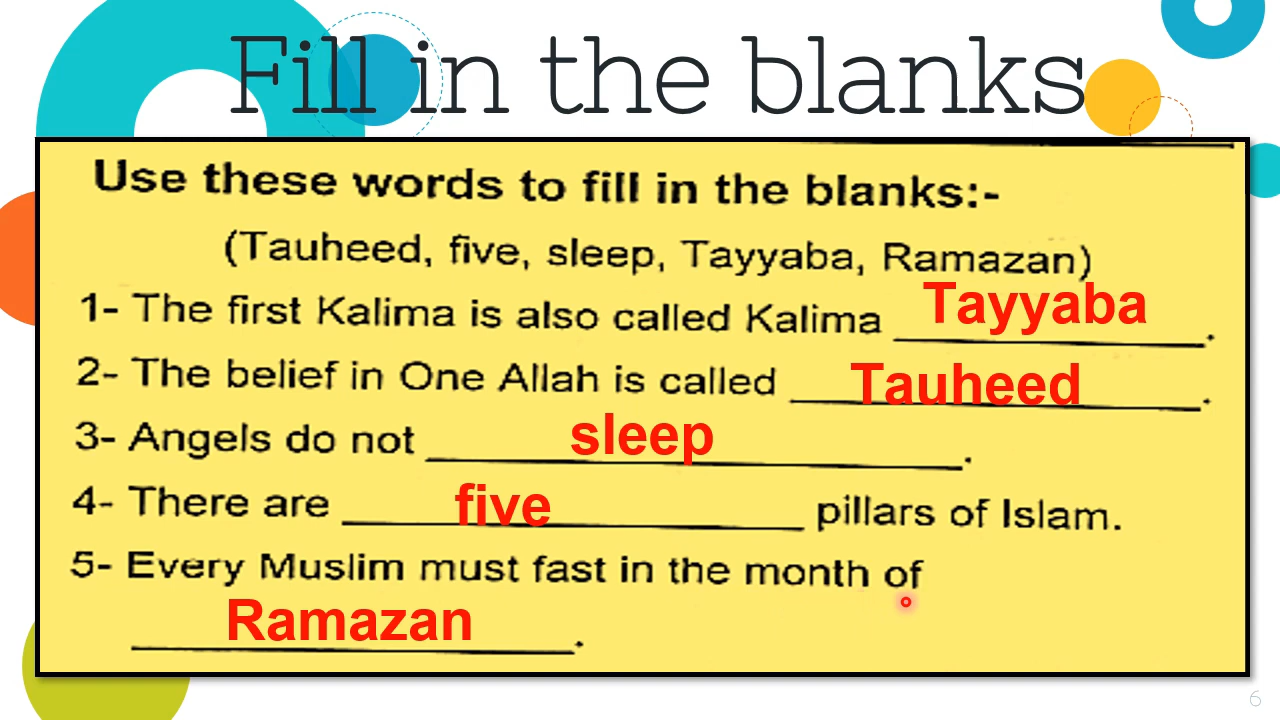 Fill in the blanks
Use these words to fill in the blanks:-
(Tauheed, five, sleep, Tayyaba, Ramazan)
1- The first Kalima is also called Kalima Tayyaba.
2- The belief in One Allah is called Tauheed.
3- Angels do not sleep.
4- There are five pillars of Islam.
5- Every Muslim must fast in the month of
Ramazan.
6